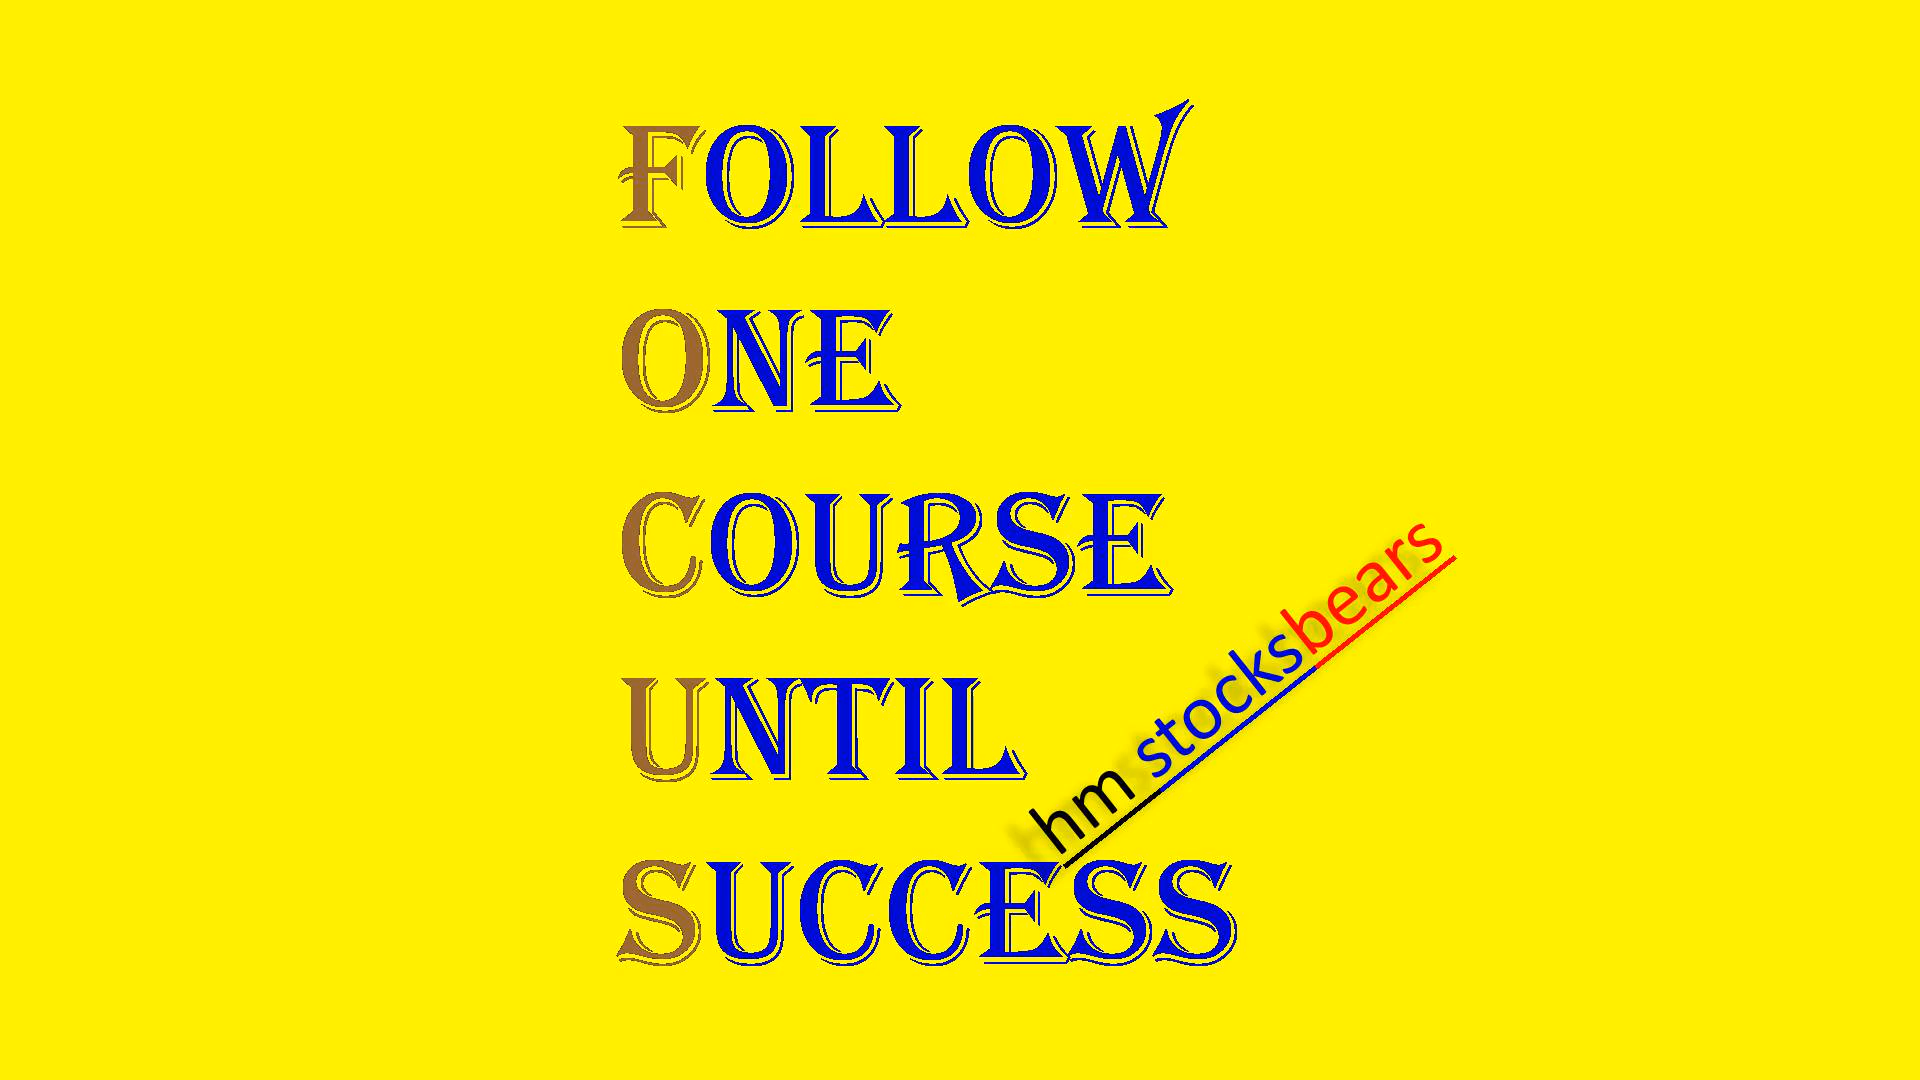 FOLLOW
ONE
COURSE
UNTIL
SUCCESS
hm stocksbears